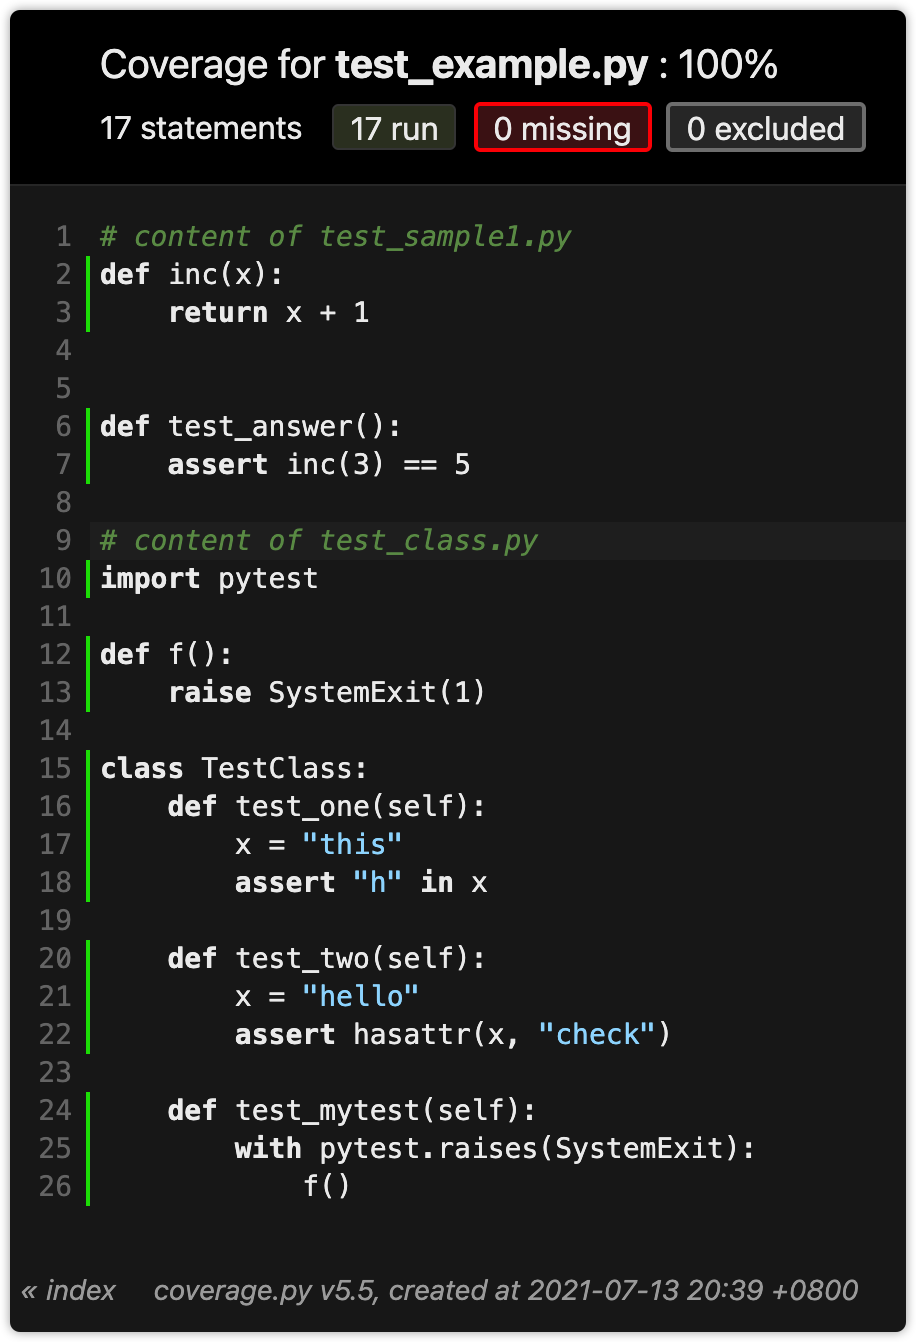 Coverage for test_example.py : 100%
17 statements 17 run 0 missing 0 excluded
1 # content of test_sample1.py
2 def inc(x):
3     return x + 1
4
5
6 def test_answer():
7     assert inc(3) == 5
8
9 # content of test_class.py
10 import pytest
11
12 def f():
13     raise SystemExit(1)
14
15 class TestClass:
16     def test_one(self):
17         x = "this"
18         assert "h" in x
19
20     def test_two(self):
21         x = "hello"
22         assert hasattr(x, "check")
23
24     def test_mytest(self):
25         with pytest.raises(SystemExit):
26             f()
« index coverage.py v5.5, created at 2021-07-13 20:39 +0800